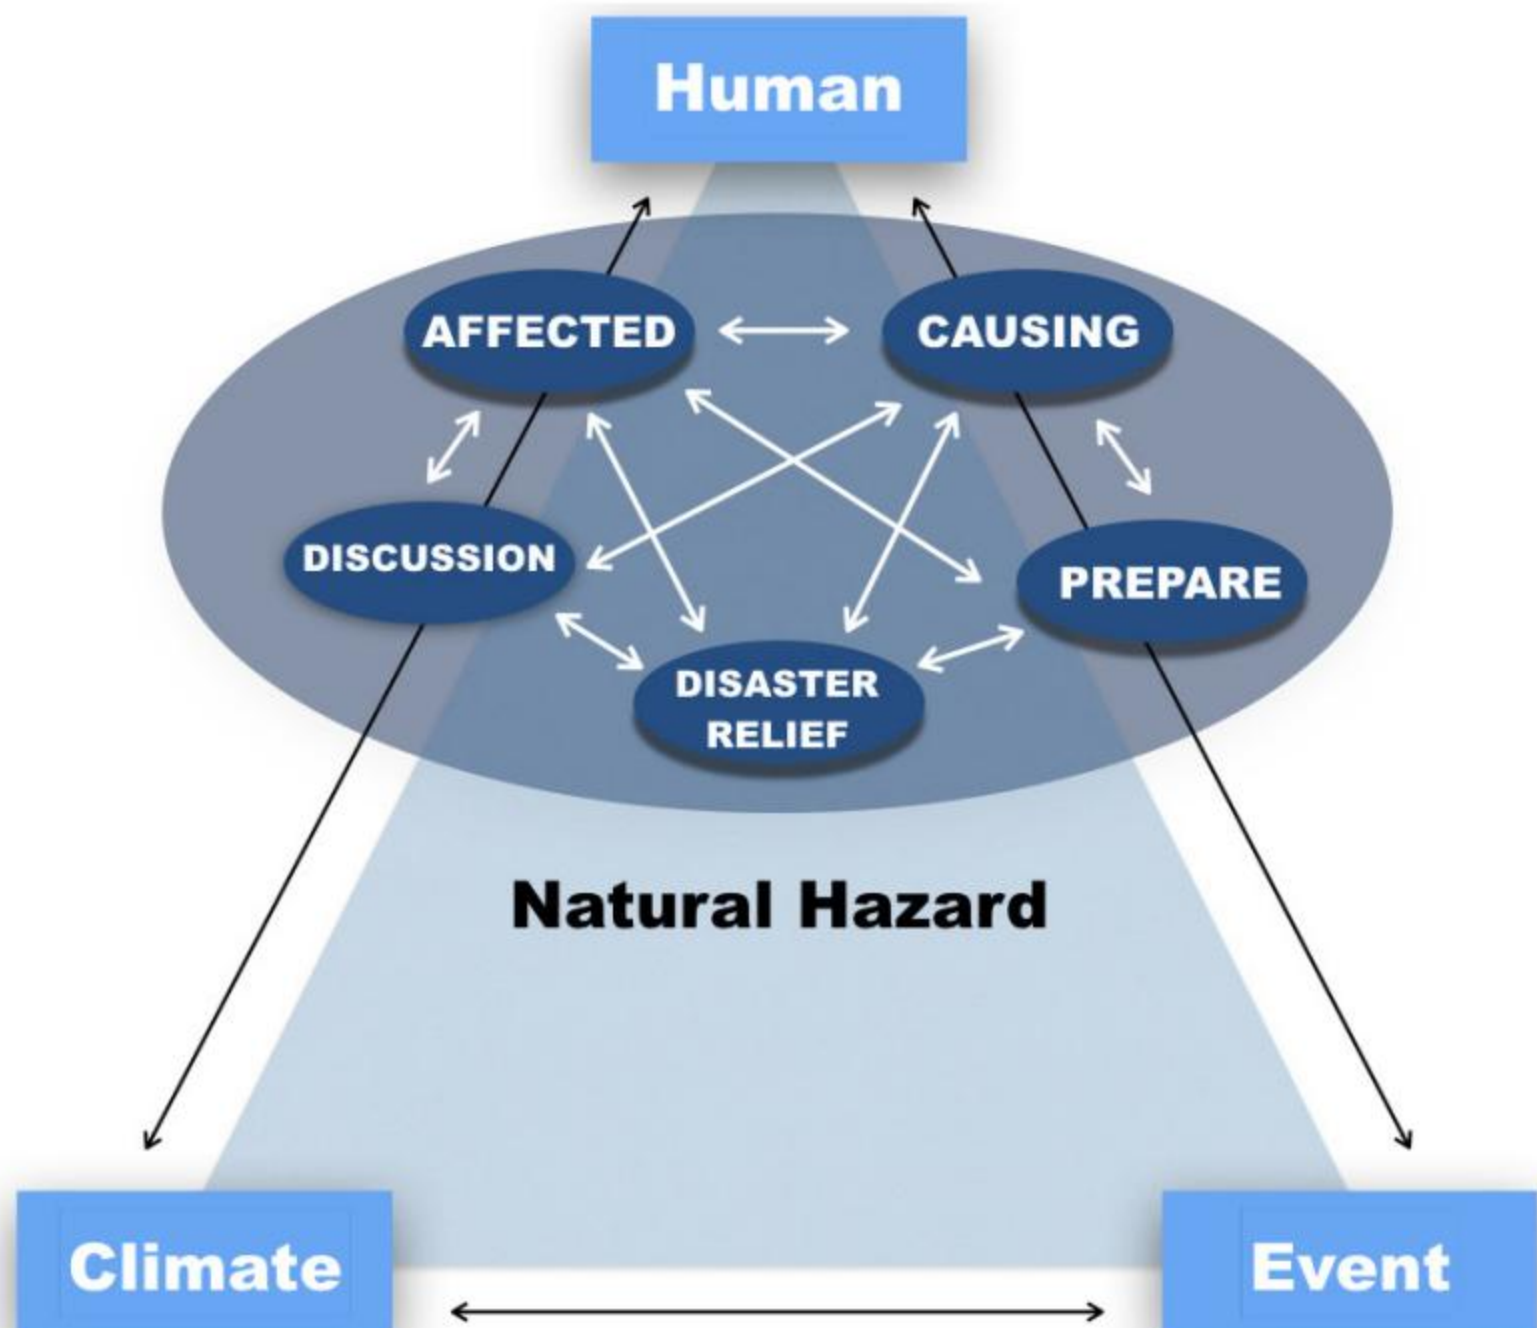 Human
AFFECTED
CAUSING
DISCUSSION
PREPARE
DISASTER
RELIEF
Natural Hazard
Climate
Event